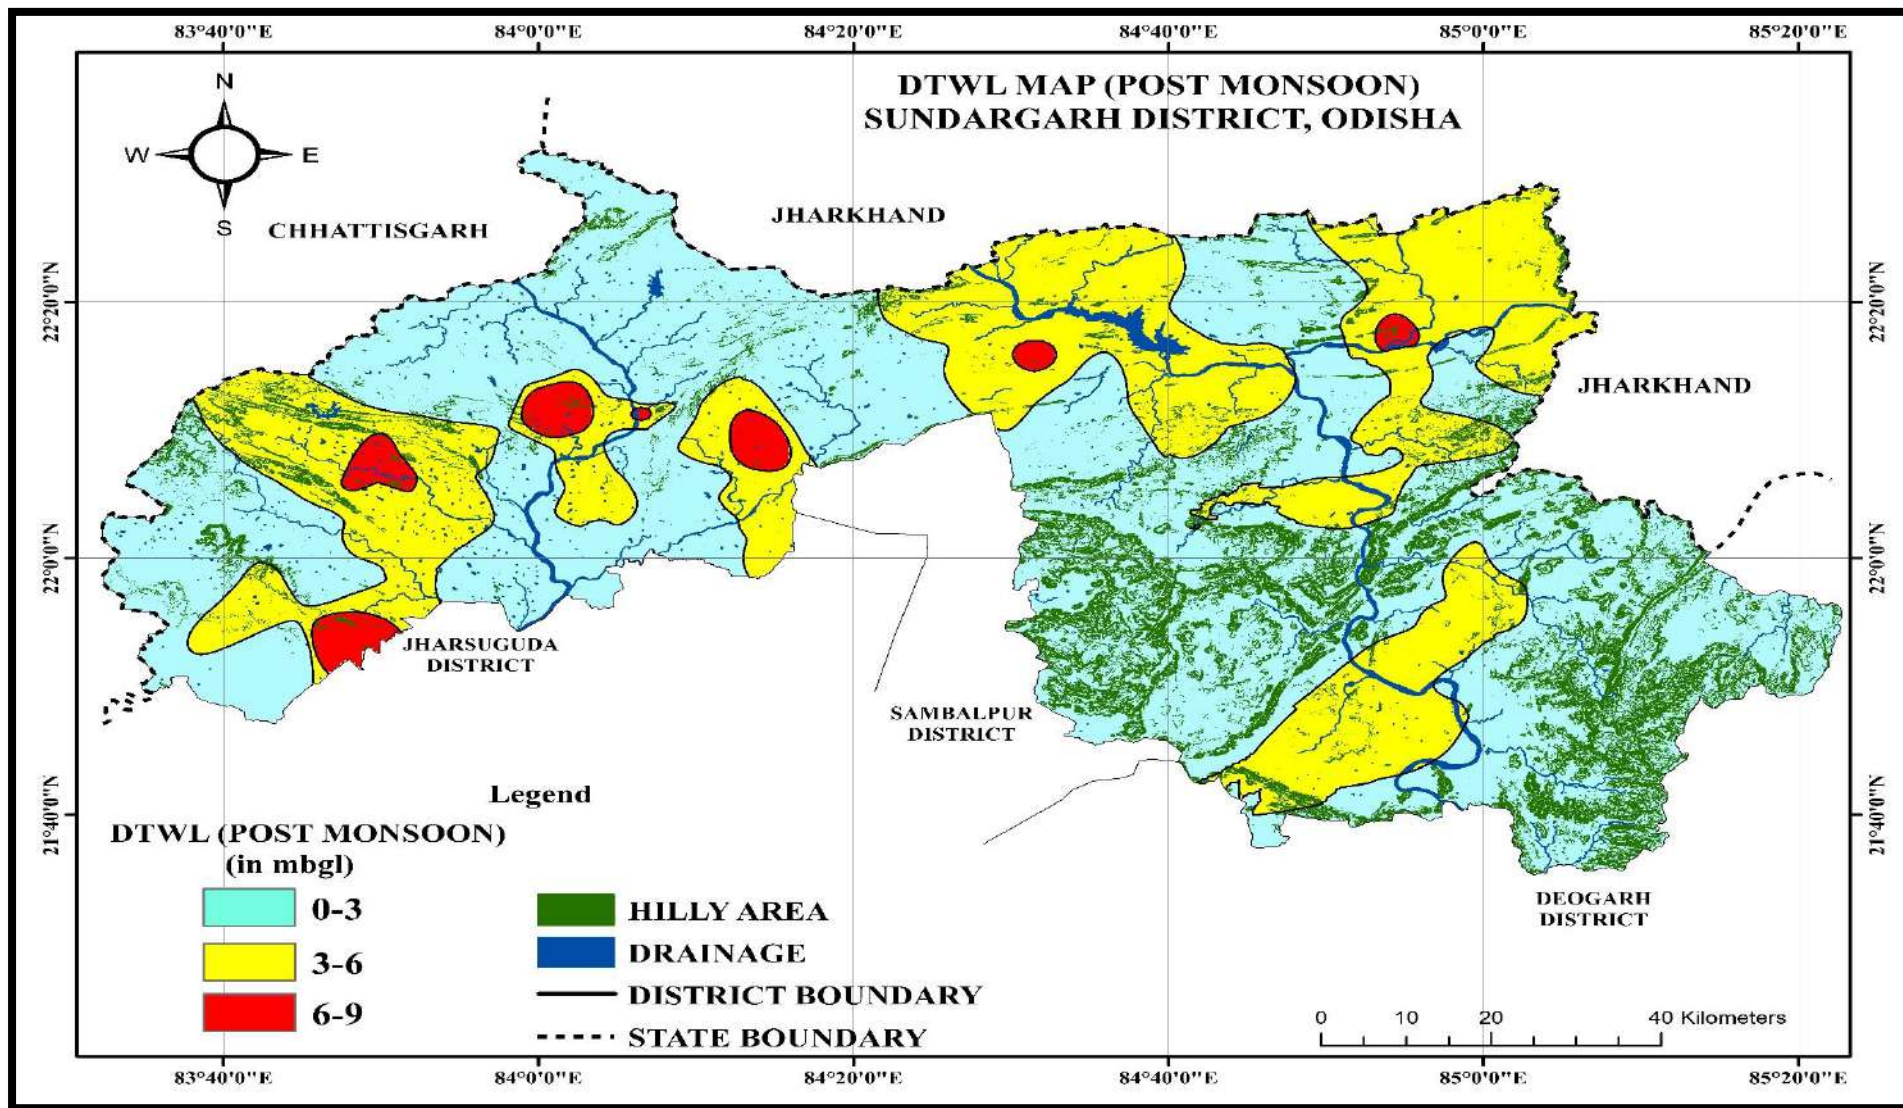 83°40'0"E 84°0'0"E 84°20'0"E 84°40'0"E 85°0'0"E 85°20'0"E
DTWL MAP (POST MONSOON)
SUNDARGARH DISTRICT, ODISHA
N
W E
S
CHHATTISGARH
JHARKHAND
22°20'0"N
22°20'0"N
JHARKHAND
22°0'0"N
22°0'0"N
JHARSUGUDA
DISTRICT
SAMBALPUR
DISTRICT
21°40'0"N
21°40'0"N
DEOGARH
DISTRICT
Legend
DTWL (POST MONSOON)
(in mbgl)
0-3
3-6
6-9
HILLY AREA
DRAINAGE
DISTRICT BOUNDARY
STATE BOUNDARY
0 10 20 40 Kilometers
83°40'0"E 84°0'0"E 84°20'0"E 84°40'0"E 85°0'0"E 85°20'0"E